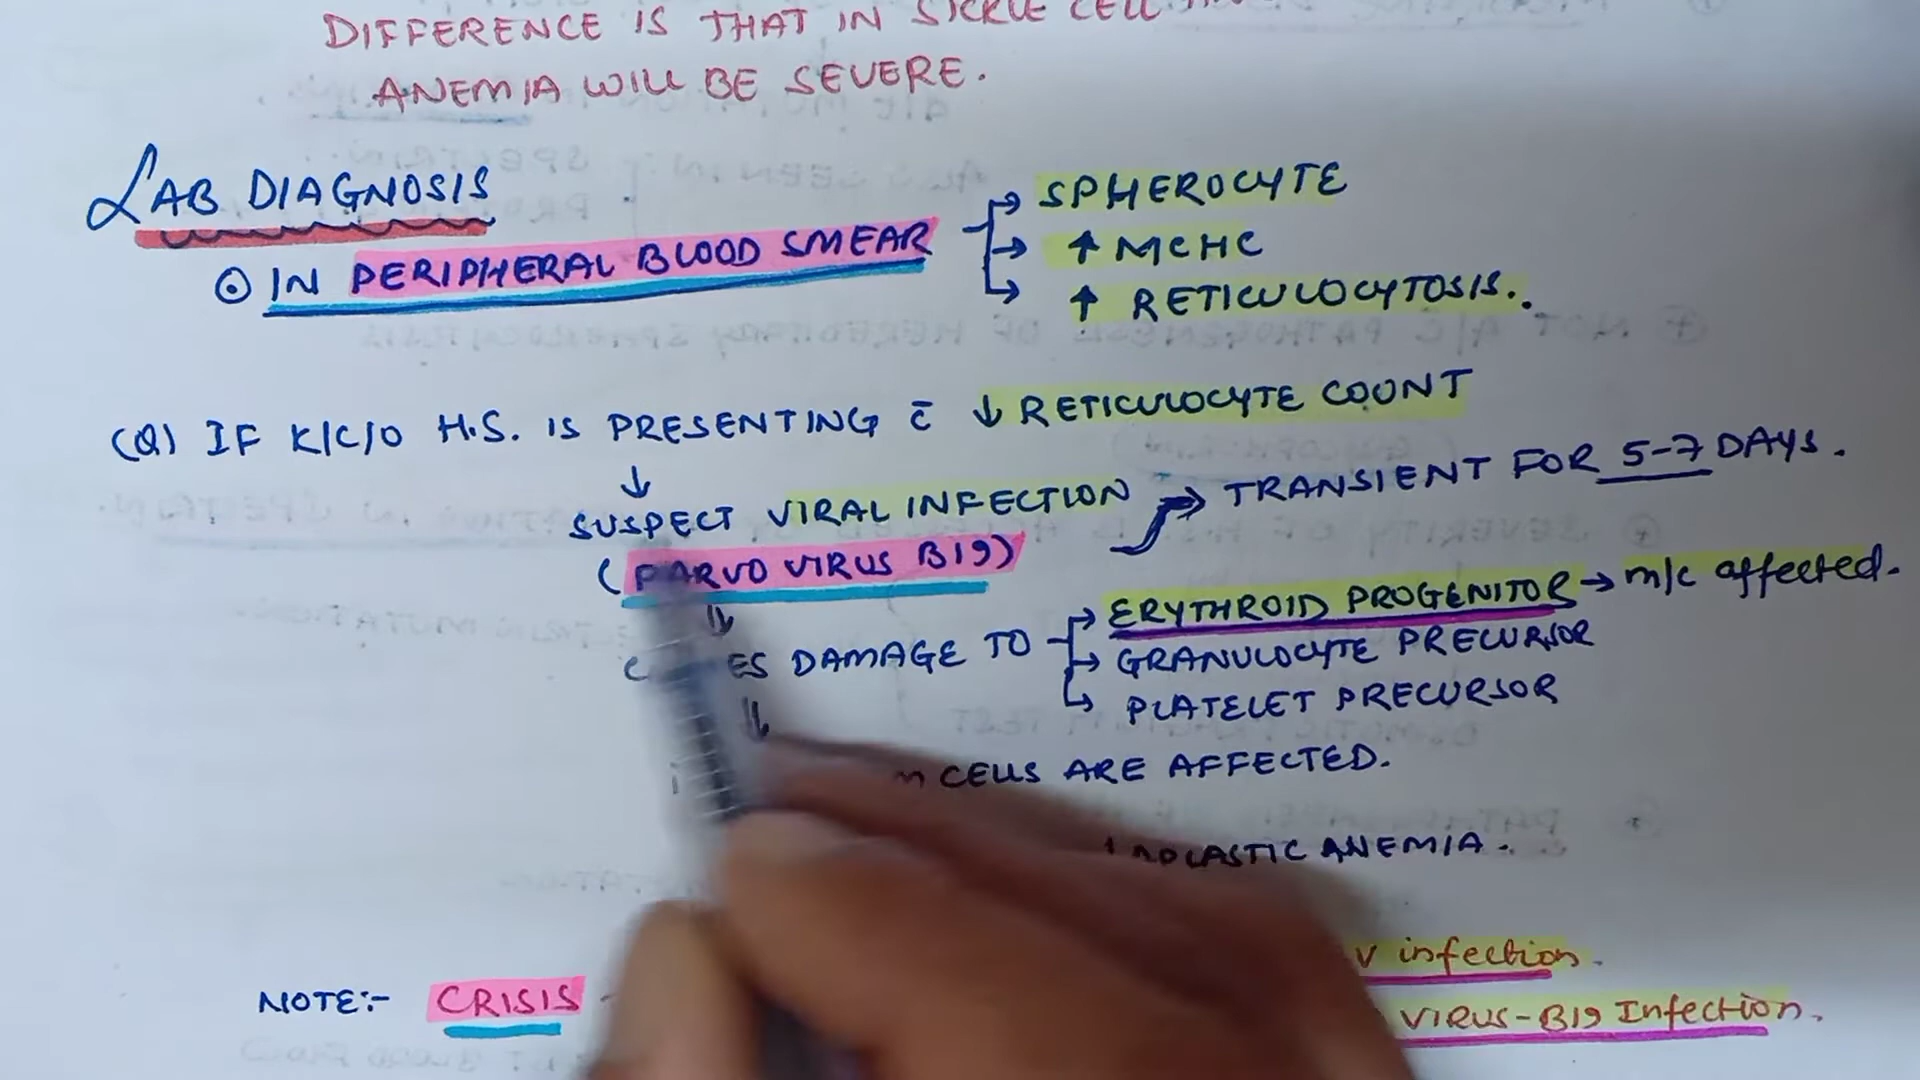 DIFFERENCE IS THAT IN SICKLE CELL
ANEMIA WILL BE SEVERE.
LAB DIAGNOSIS
⊙ IN PERIPHERAL BLOOD SMEAR
→ SPHEROCYTE
→ ↑ MCHC
→ ↑ RETICULOCYTOSIS..
(Q) IF K/C/O H.S. IS PRESENTING c̄ ↓ RETICULOCYTE COUNT
↓
SUSPECT VIRAL INFECTION → TRANSIENT FOR 5-7 DAYS.
(PARVO VIRUS B19)
⇓
DAMAGE TO → ERYTHROID PROGENITOR → m/c affected.
→ GRANULOCYTE PRECURSOR
→ PLATELET PRECURSOR
⇓
CELLS ARE AFFECTED.
ANEMIA.
infection.
NOTE:- CRISIS -
VIRUS-B19 Infection.